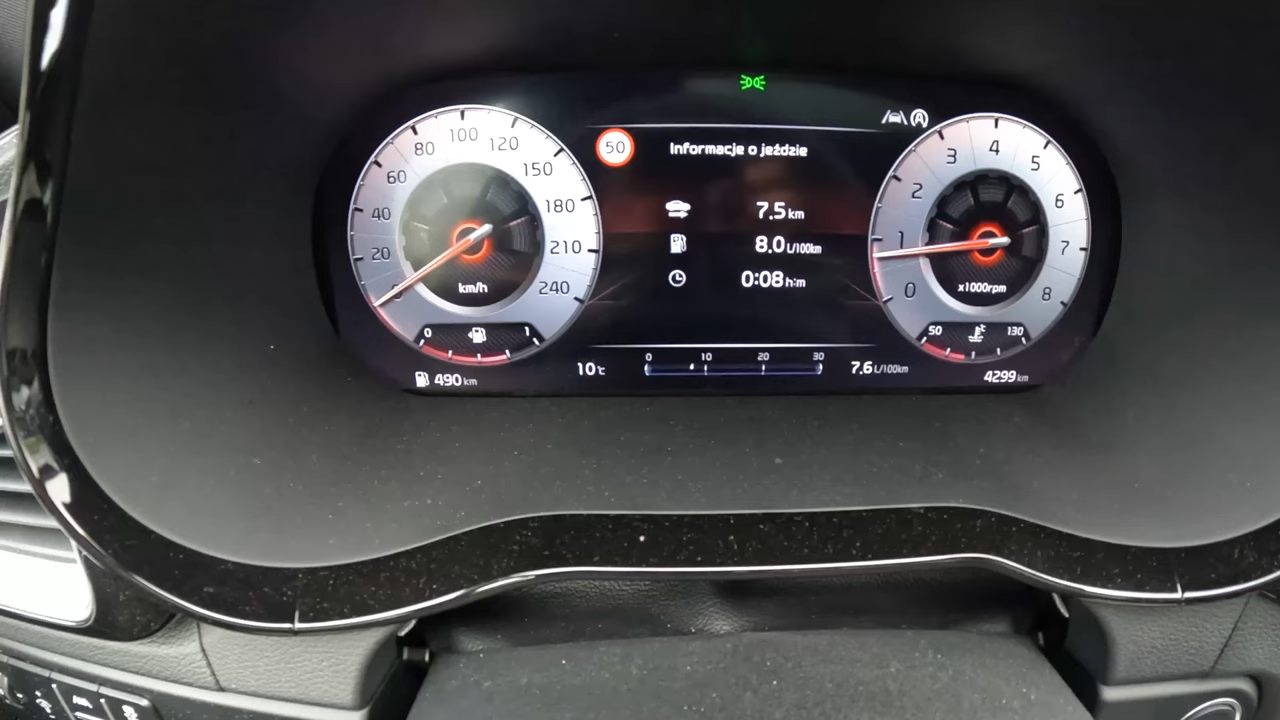 20
40
60
80
100
120
150
180
210
240
km/h
0 1
490 km
50
Informacje o jeździe
7.5 km
8.0 L/100km
0:08 h:m
10°c
0 10 20 30
7.6 L/100km
A
0
1
2
3
4
5
6
7
8
x1000rpm
50 130
4299 km